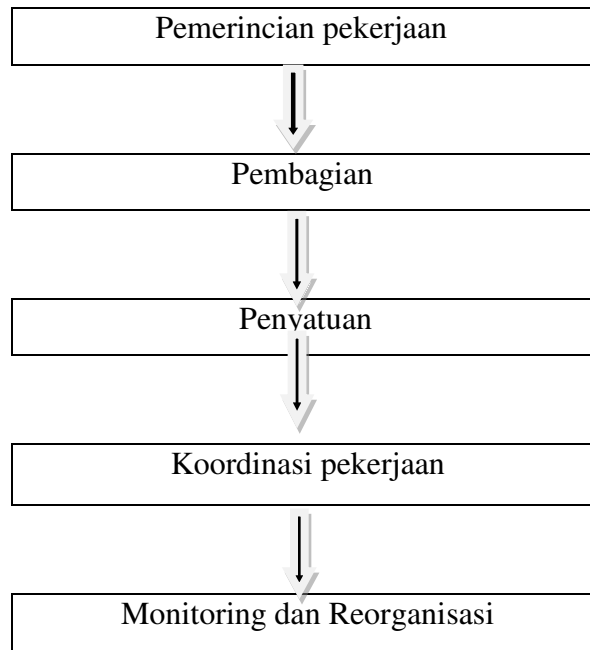 Pemerincian pekerjaan
Pembagian
Penyatuan
Koordinasi pekerjaan
Monitoring dan Reorganisasi